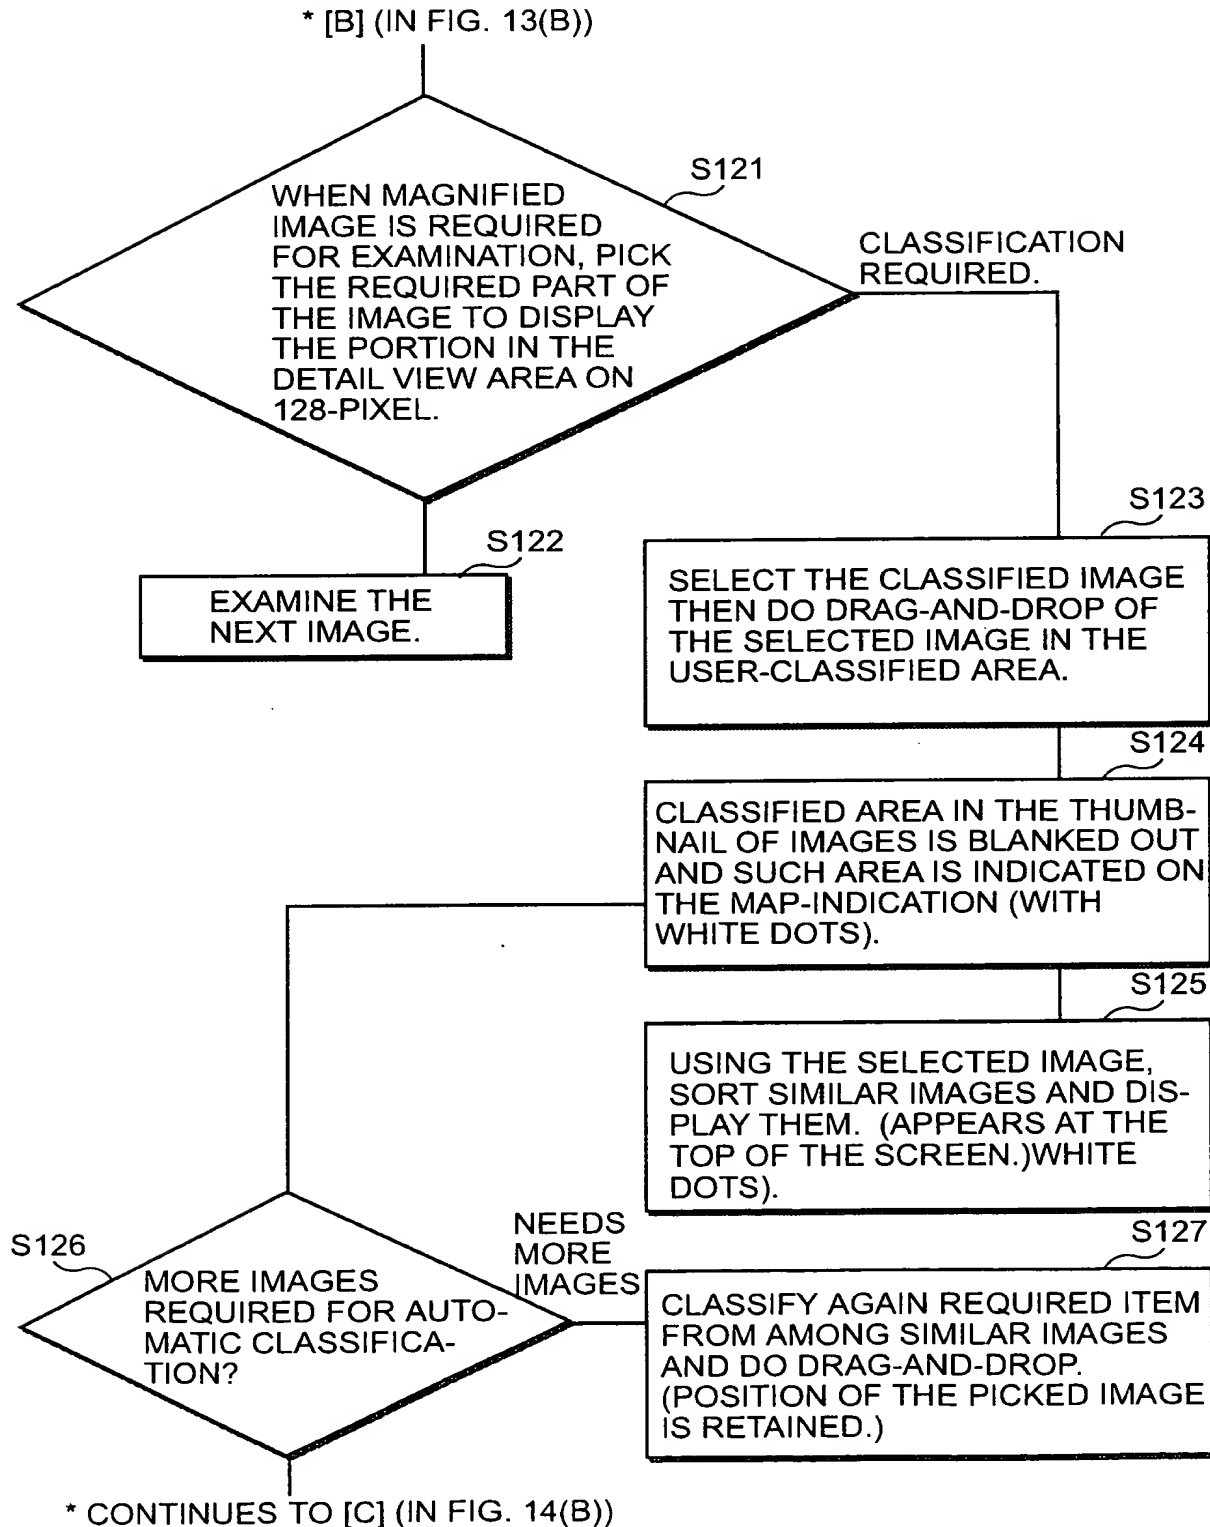 * [B] (IN FIG. 13(B))
S121
WHEN MAGNIFIED
IMAGE IS REQUIRED
FOR EXAMINATION, PICK
THE REQUIRED PART OF
THE IMAGE TO DISPLAY
THE PORTION IN THE
DETAIL VIEW AREA ON
128-PIXEL.
CLASSIFICATION
REQUIRED.
S122
EXAMINE THE
NEXT IMAGE.
S123
SELECT THE CLASSIFIED IMAGE
THEN DO DRAG-AND-DROP OF
THE SELECTED IMAGE IN THE
USER-CLASSIFIED AREA.
S124
CLASSIFIED AREA IN THE THUMB-
NAIL OF IMAGES IS BLANKED OUT
AND SUCH AREA IS INDICATED ON
THE MAP-INDICATION (WITH
WHITE DOTS).
S125
USING THE SELECTED IMAGE,
SORT SIMILAR IMAGES AND DIS-
PLAY THEM. (APPEARS AT THE
TOP OF THE SCREEN.)WHITE
DOTS).
S126
MORE IMAGES
REQUIRED FOR AUTO-
MATIC CLASSIFICA-
TION?
NEEDS
MORE
IMAGES
S127
CLASSIFY AGAIN REQUIRED ITEM
FROM AMONG SIMILAR IMAGES
AND DO DRAG-AND-DROP.
(POSITION OF THE PICKED IMAGE
IS RETAINED.)
* CONTINUES TO [C] (IN FIG. 14(B))